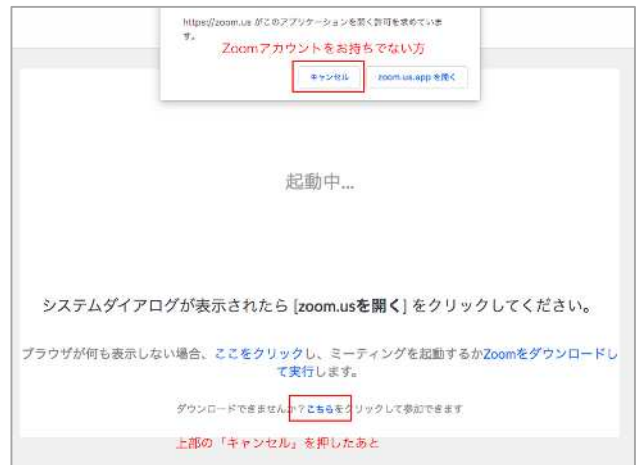 https://zoom.us がこのアプリケーションを開く許可を求めていま
す。
Zoomアカウントをお持ちでない方
キャンセル
zoom.us.app を開く
起動中...
システムダイアログが表示されたら [zoom.usを開く] をクリックしてください。
ブラウザが何も表示しない場合、ここをクリックし、ミーティングを起動するかZoomをダウンロードし
て実行します。
ダウンロードできませんか？こちらをクリックして参加できます
上部の「キャンセル」を押したあと